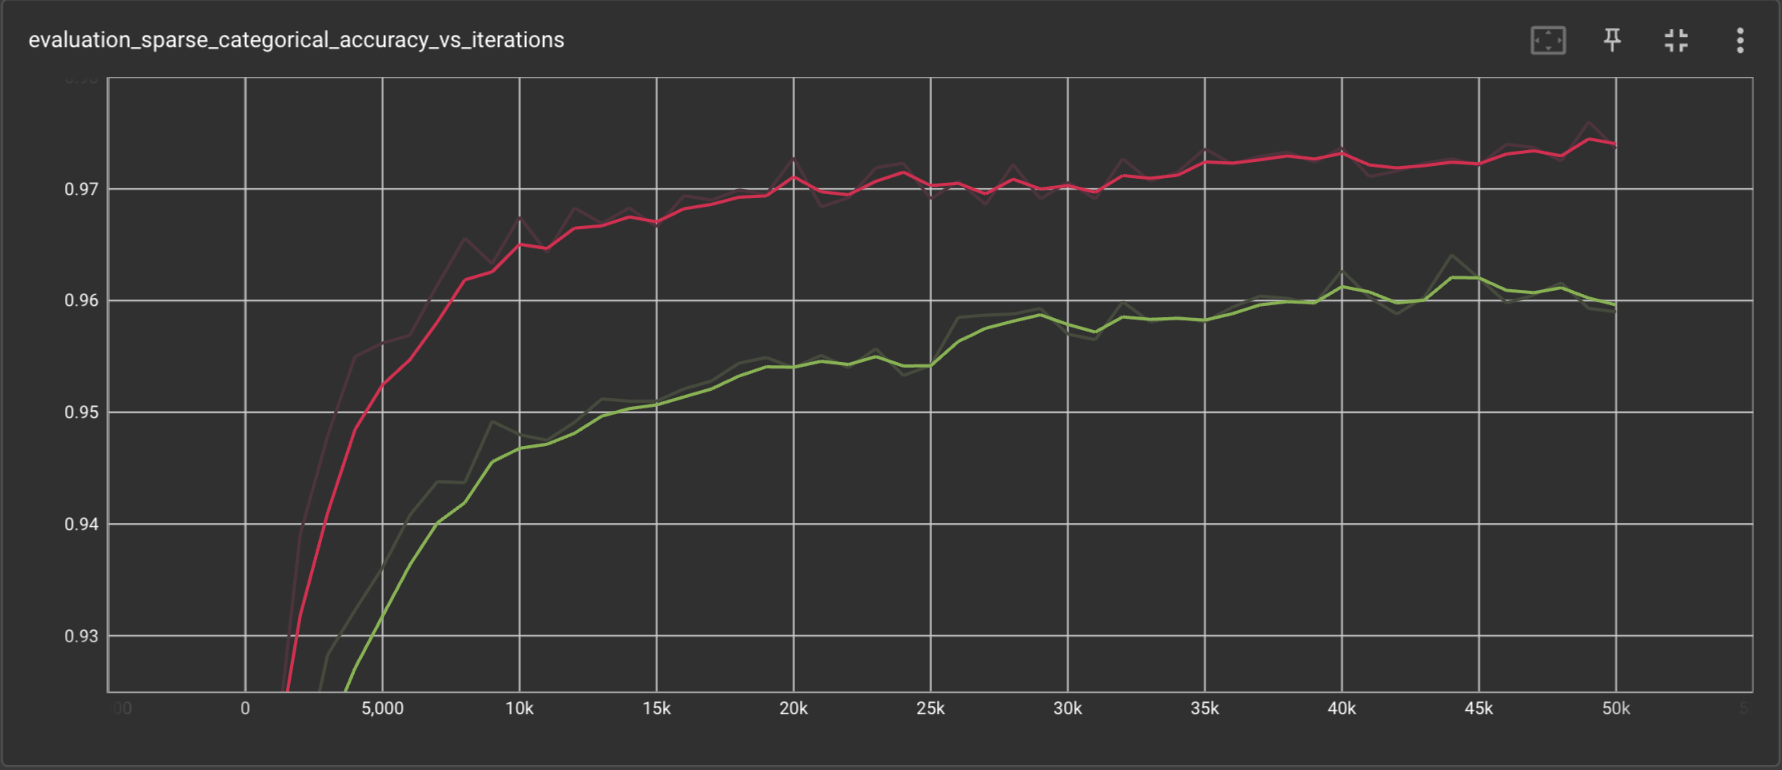 evaluation_sparse_categorical_accuracy_vs_iterations
0.97
0.96
0.95
0.94
0.93
0 5,000 10k 15k 20k 25k 30k 35k 40k 45k 50k